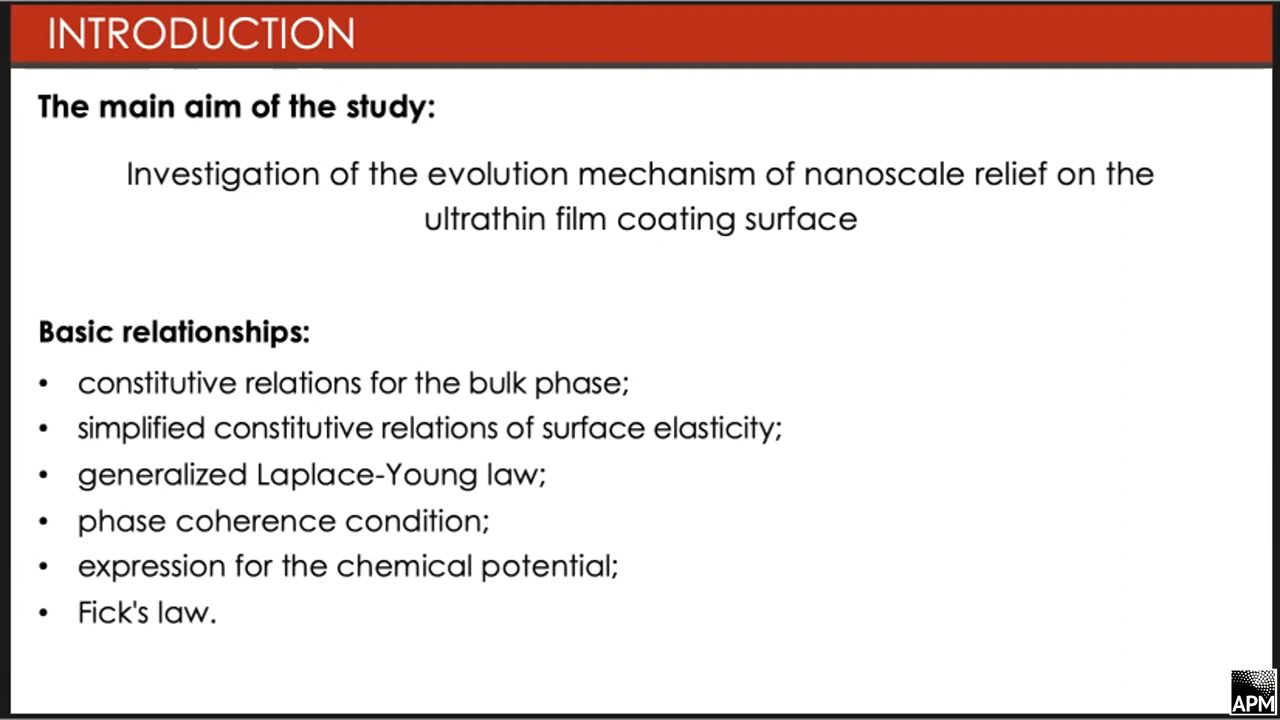 INTRODUCTION
The main aim of the study:
Investigation of the evolution mechanism of nanoscale relief on the
ultrathin film coating surface
Basic relationships:
• constitutive relations for the bulk phase;
• simplified constitutive relations of surface elasticity;
• generalized Laplace-Young law;
• phase coherence condition;
• expression for the chemical potential;
• Fick's law.
APM